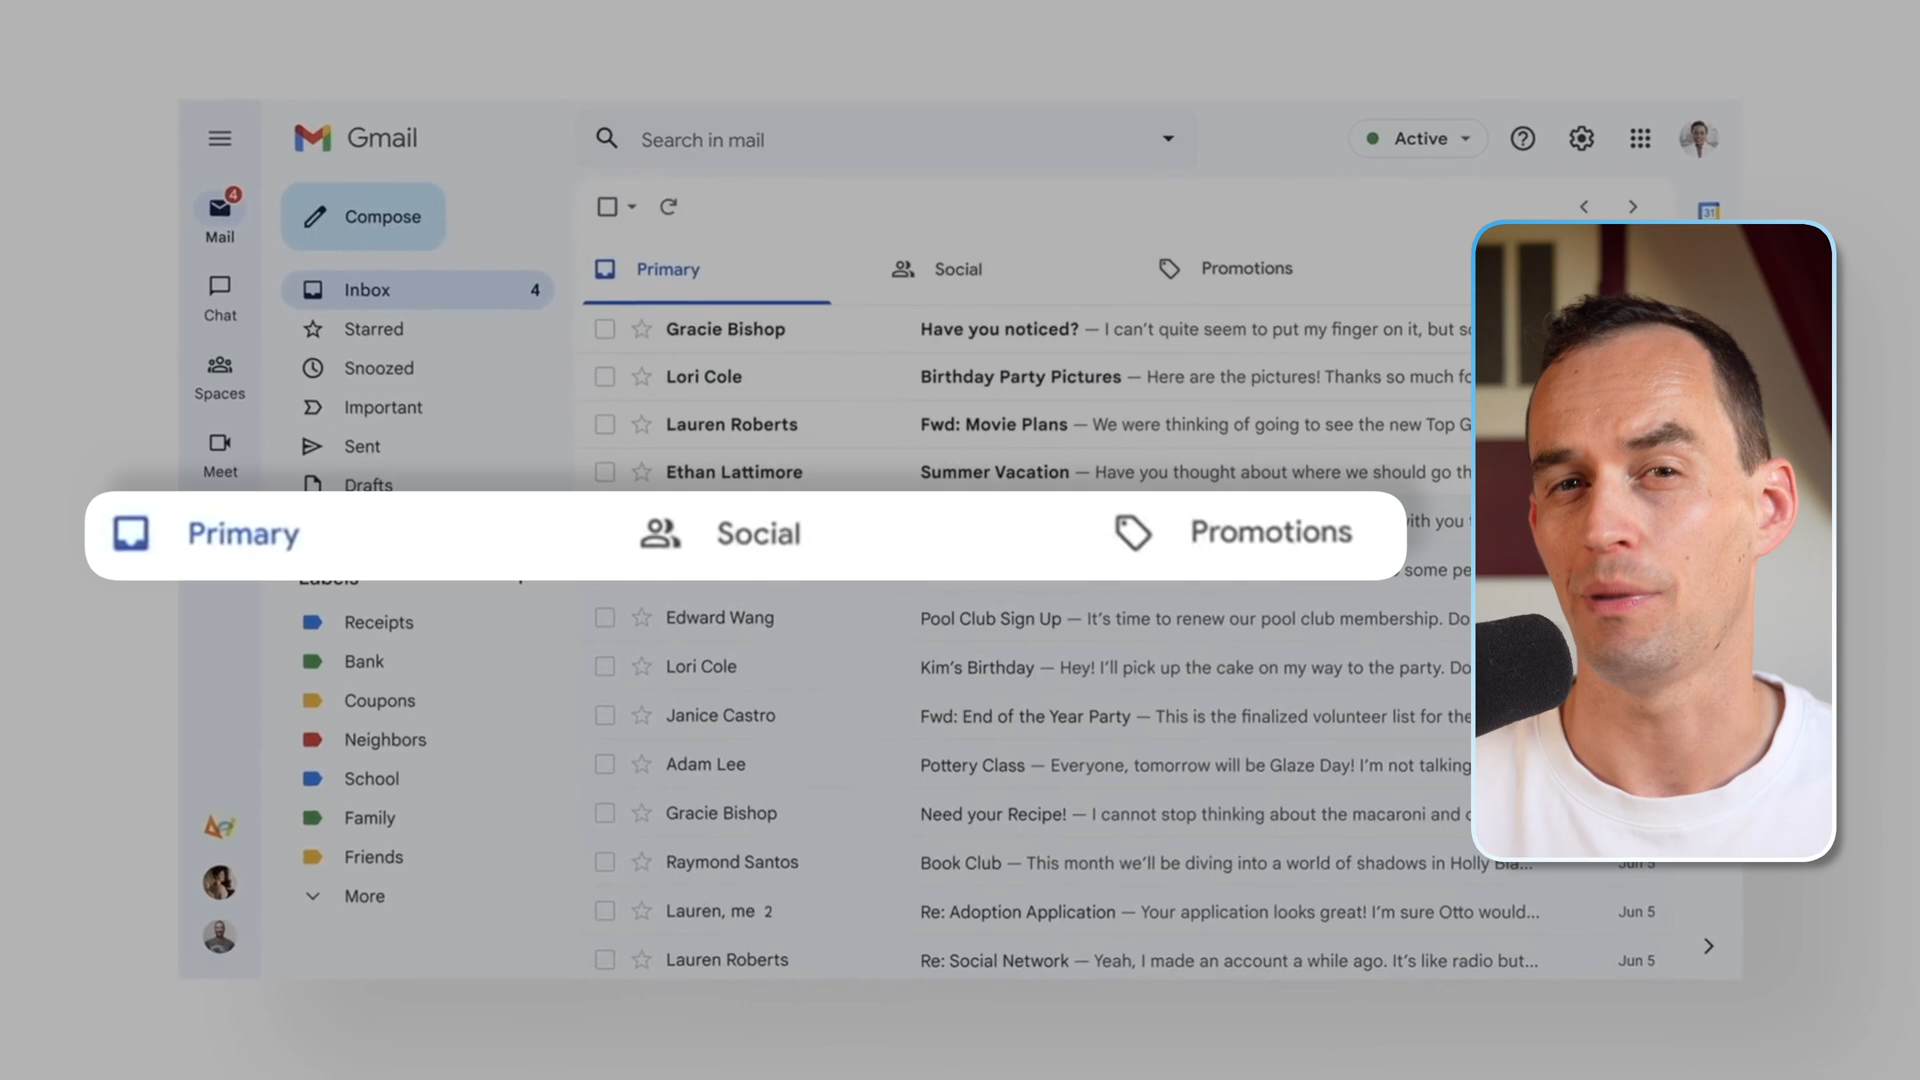 Gmail
Search in mail
Active
4
Mail
Compose
31
Primary Social Promotions
Inbox 4
Chat
Starred
Gracie Bishop Have you noticed? — I can't quite seem to put my finger on it, but
Snoozed
Lori Cole Birthday Party Pictures — Here are the pictures! Thanks so much
Spaces
Important
Lauren Roberts Fwd: Movie Plans — We were thinking of going to see the new Top G
Sent
Meet
Ethan Lattimore Summer Vacation — Have you thought about where we should go
Drafts
Primary Social Promotions
with you
some
Labels
Receipts
Edward Wang Pool Club Sign Up — It's time to renew our pool club membership. Do
Bank
Lori Cole Kim's Birthday — Hey! I'll pick up the cake on my way to the party. Do
Coupons
Janice Castro Fwd: End of the Year Party — This is the finalized volunteer list for the
Neighbors
Adam Lee Pottery Class — Everyone, tomorrow will be Glaze Day! I'm not talking
School
Gracie Bishop Need your Recipe! — I cannot stop thinking about the macaroni and
Family
Raymond Santos Book Club — This month we'll be diving into a world of shadows in Holly Bla... Jun 5
Friends
More
Lauren, me 2 Re: Adoption Application — Your application looks great! I'm sure Otto would... Jun 5
Lauren Roberts Re: Social Network — Yeah, I made an account a while ago. It's like radio but... Jun 5